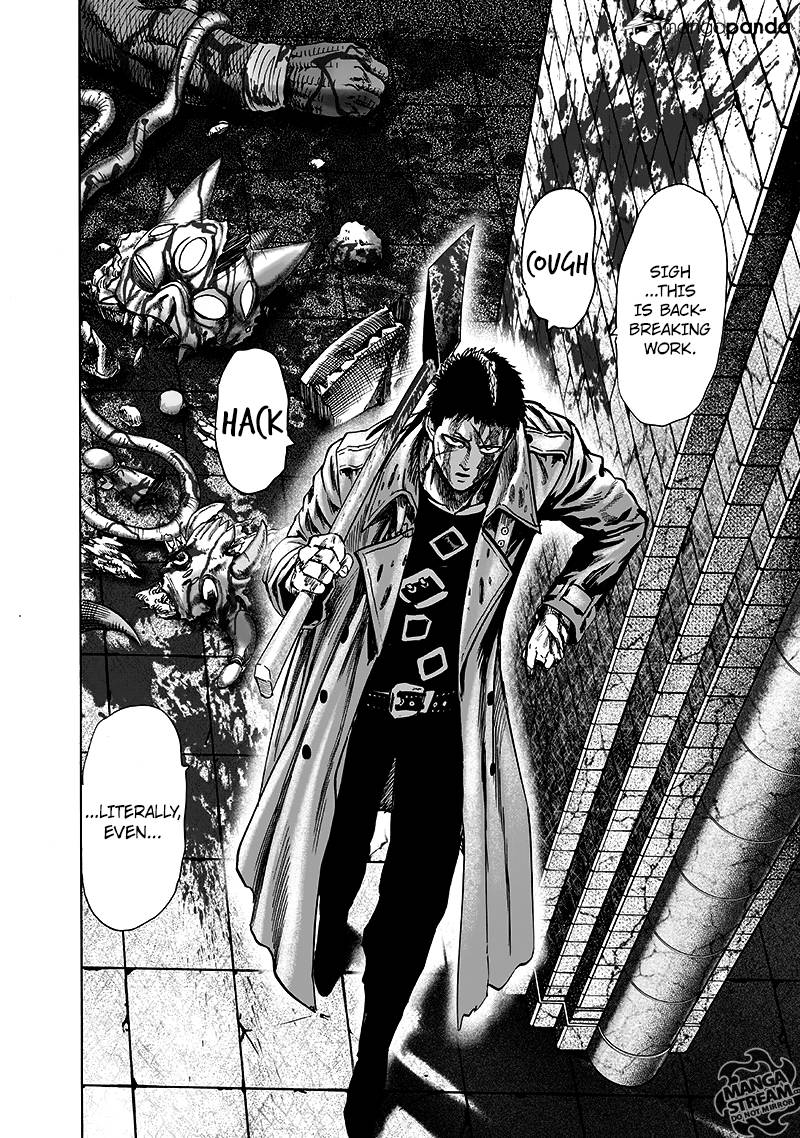 mangapanda
SIGH
...THIS
IS BACK-
BREAKING
WORK.
COUGH
HACK
...LITERALLY,
EVEN...
MANGA
STREAM
DO NOT MIRROR